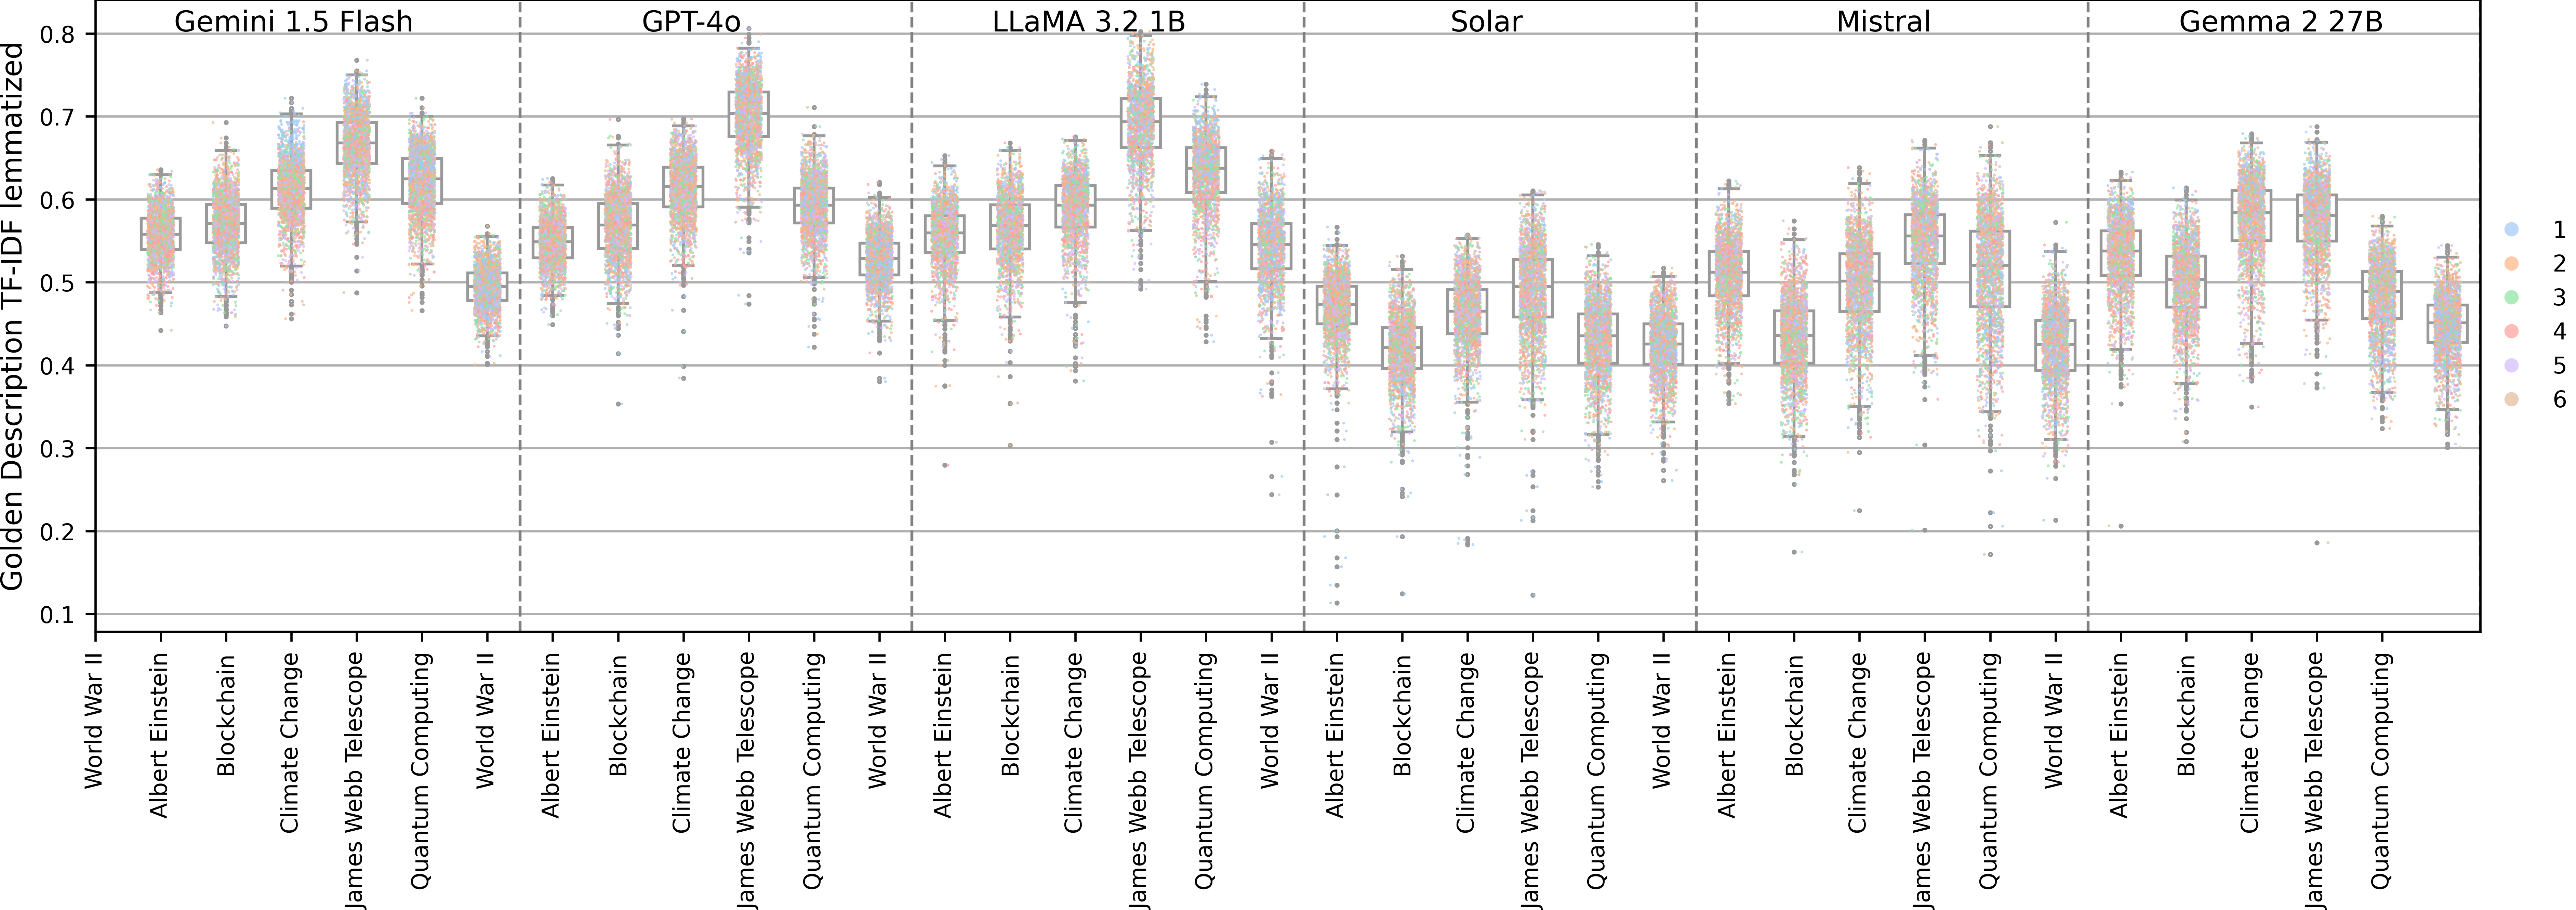 Gemini 1.5 Flash
GPT-4o
LLaMA 3.2 1B
Solar
Mistral
Gemma 2 27B
Golden Description TF-IDF lemmatized
0.8
0.7
0.6
0.5
0.4
0.3
0.2
0.1
World War II
Albert Einstein
Blockchain
Climate Change
James Webb Telescope
Quantum Computing
World War II
Albert Einstein
Blockchain
Climate Change
James Webb Telescope
Quantum Computing
World War II
Albert Einstein
Blockchain
Climate Change
James Webb Telescope
Quantum Computing
World War II
Albert Einstein
Blockchain
Climate Change
James Webb Telescope
Quantum Computing
World War II
Albert Einstein
Blockchain
Climate Change
James Webb Telescope
Quantum Computing
World War II
Albert Einstein
Blockchain
Climate Change
James Webb Telescope
Quantum Computing
1
2
3
4
5
6